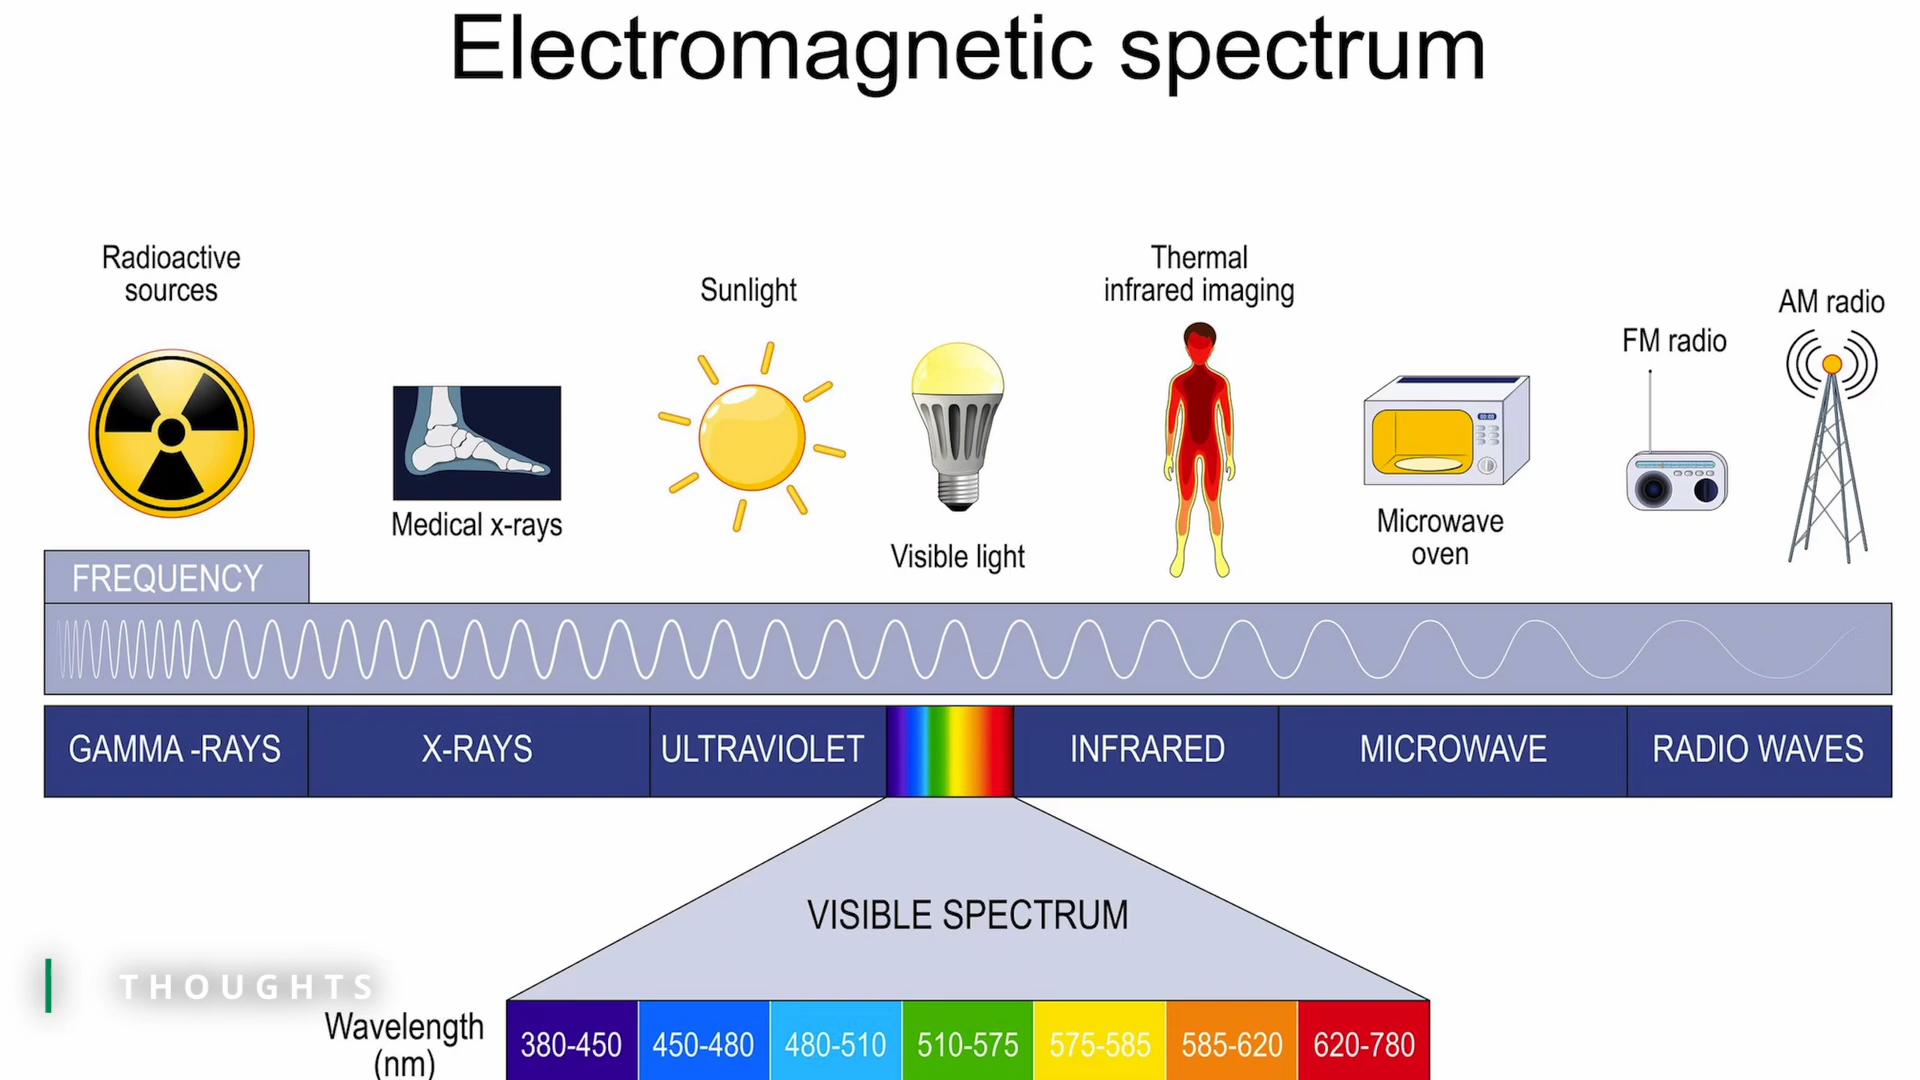 Electromagnetic spectrum
Radioactive
sources
Medical x-rays
Sunlight
Visible light
Thermal
infrared imaging
Microwave
oven
FM radio
AM radio
FREQUENCY
GAMMA -RAYS
X-RAYS
ULTRAVIOLET
INFRARED
MICROWAVE
RADIO WAVES
VISIBLE SPECTRUM
THOUGHTS
Wavelength
(nm)
380-450
450-480
480-510
510-575
575-585
585-620
620-780